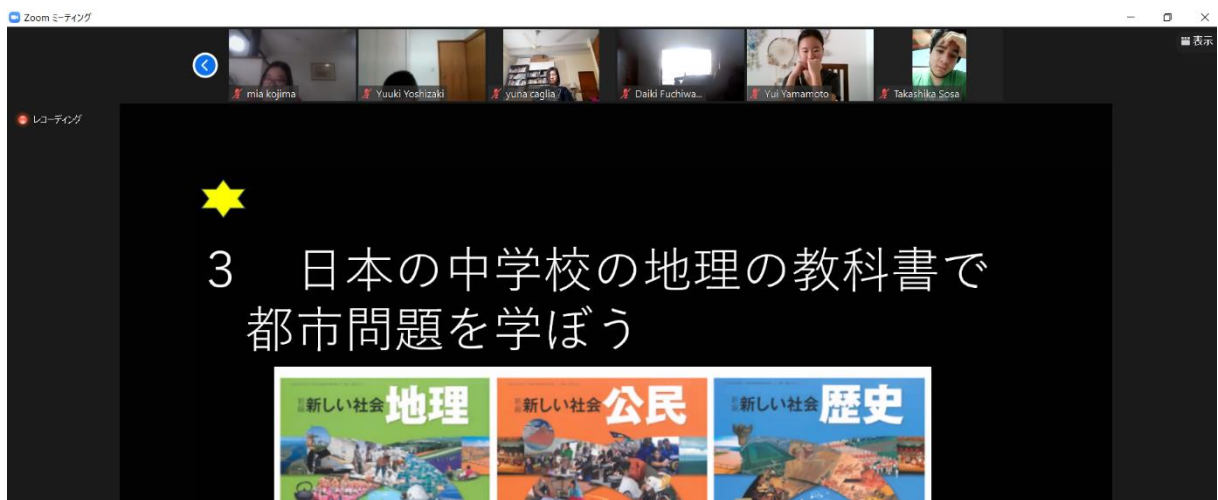 Zoom ミーティング
表示
mia kojima
Yuuki Yoshizaki
yuna caglia
Daiki Fuchiwa...
Yui Yamamoto
Takashika Sosa
レコーディング
3 日本の中学校の地理の教科書で
都市問題を学ぼう
新しい社会 地理
新しい社会 公民
新しい社会 歴史